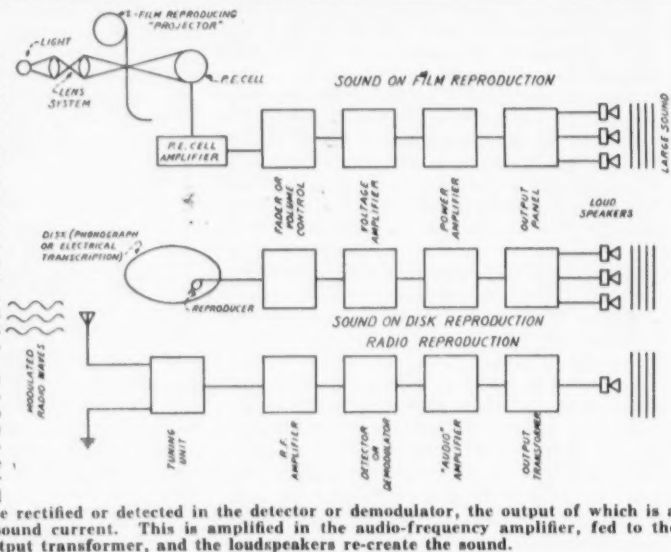 FILM REPRODUCING
"PROJECTOR"
LIGHT
LENS
SYSTEM
P.E. CELL
SOUND ON FILM REPRODUCTION
P.E. CELL
AMPLIFIER
FADER OR
VOLUME
CONTROL
VOLTAGE
AMPLIFIER
POWER
AMPLIFIER
OUTPUT
PANEL
LOUD
SPEAKERS
LARGE SOUND
DISK (PHONOGRAPH
OR ELECTRICAL
TRANSCRIPTION)
REPRODUCER
SOUND ON DISK REPRODUCTION
RADIO REPRODUCTION
MODULATED
RADIO WAVES
TUNING
UNIT
R.F.
AMPLIFIER
DETECTOR
OR
DEMODULATOR
"AUDIO"
AMPLIFIER
OUTPUT
TRANSFORMER
e rectified or detected in the detector or demodulator, the output of which is a
sound current. This is amplified in the audio-frequency amplifier, fed to the
tput transformer, and the loudspeakers re-create the sound.